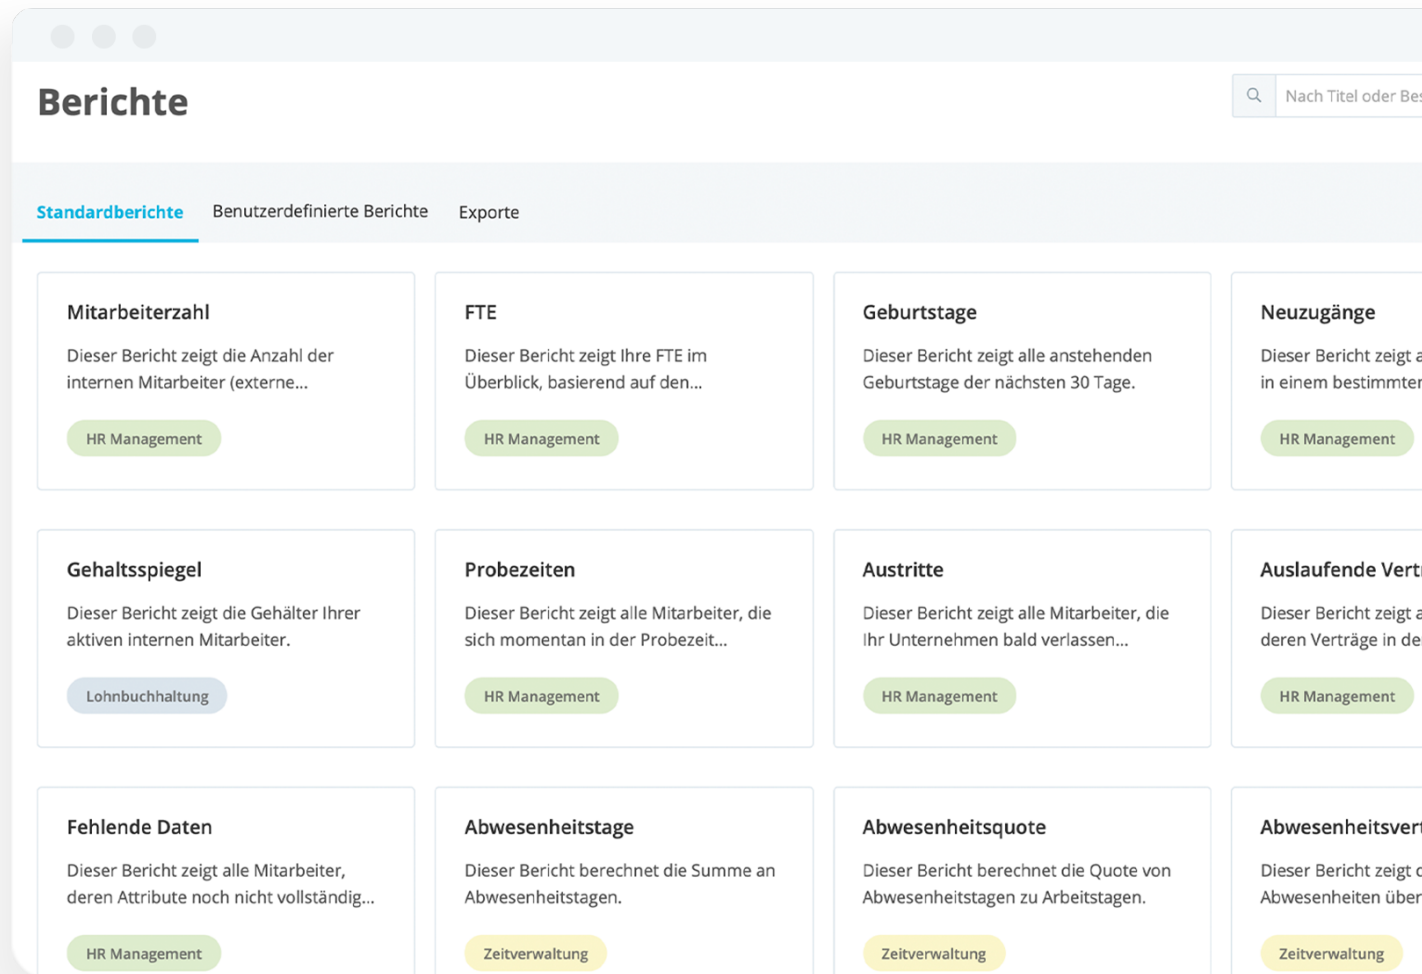 Berichte
Nach Titel oder
Standardberichte
Benutzerdefinierte Berichte
Exporte
Mitarbeiterzahl
Dieser Bericht zeigt die Anzahl der
internen Mitarbeiter (externe...
HR Management
FTE
Dieser Bericht zeigt Ihre FTE im
Überblick, basierend auf den...
HR Management
Geburtstage
Dieser Bericht zeigt alle anstehenden
Geburtstage der nächsten 30 Tage.
HR Management
Neuzugänge
Dieser Bericht zeigt
in einem
HR Management
Gehaltsspiegel
Dieser Bericht zeigt die Gehälter Ihrer
aktiven internen Mitarbeiter.
Lohnbuchhaltung
Probezeiten
Dieser Bericht zeigt alle Mitarbeiter, die
sich momentan in der Probezeit...
HR Management
Austritte
Dieser Bericht zeigt alle Mitarbeiter, die
Ihr Unternehmen bald verlassen...
HR Management
Auslaufende
Dieser Bericht zeigt
deren Verträge in
HR Management
Fehlende Daten
Dieser Bericht zeigt alle Mitarbeiter,
deren Attribute noch nicht vollständig...
HR Management
Abwesenheitstage
Dieser Bericht berechnet die Summe an
Abwesenheitstagen.
Zeitverwaltung
Abwesenheitsquote
Dieser Bericht berechnet die Quote von
Abwesenheitstagen zu Arbeitstagen.
Zeitverwaltung
Dieser Bericht zeigt
Abwesenheiten über
Zeitverwaltung